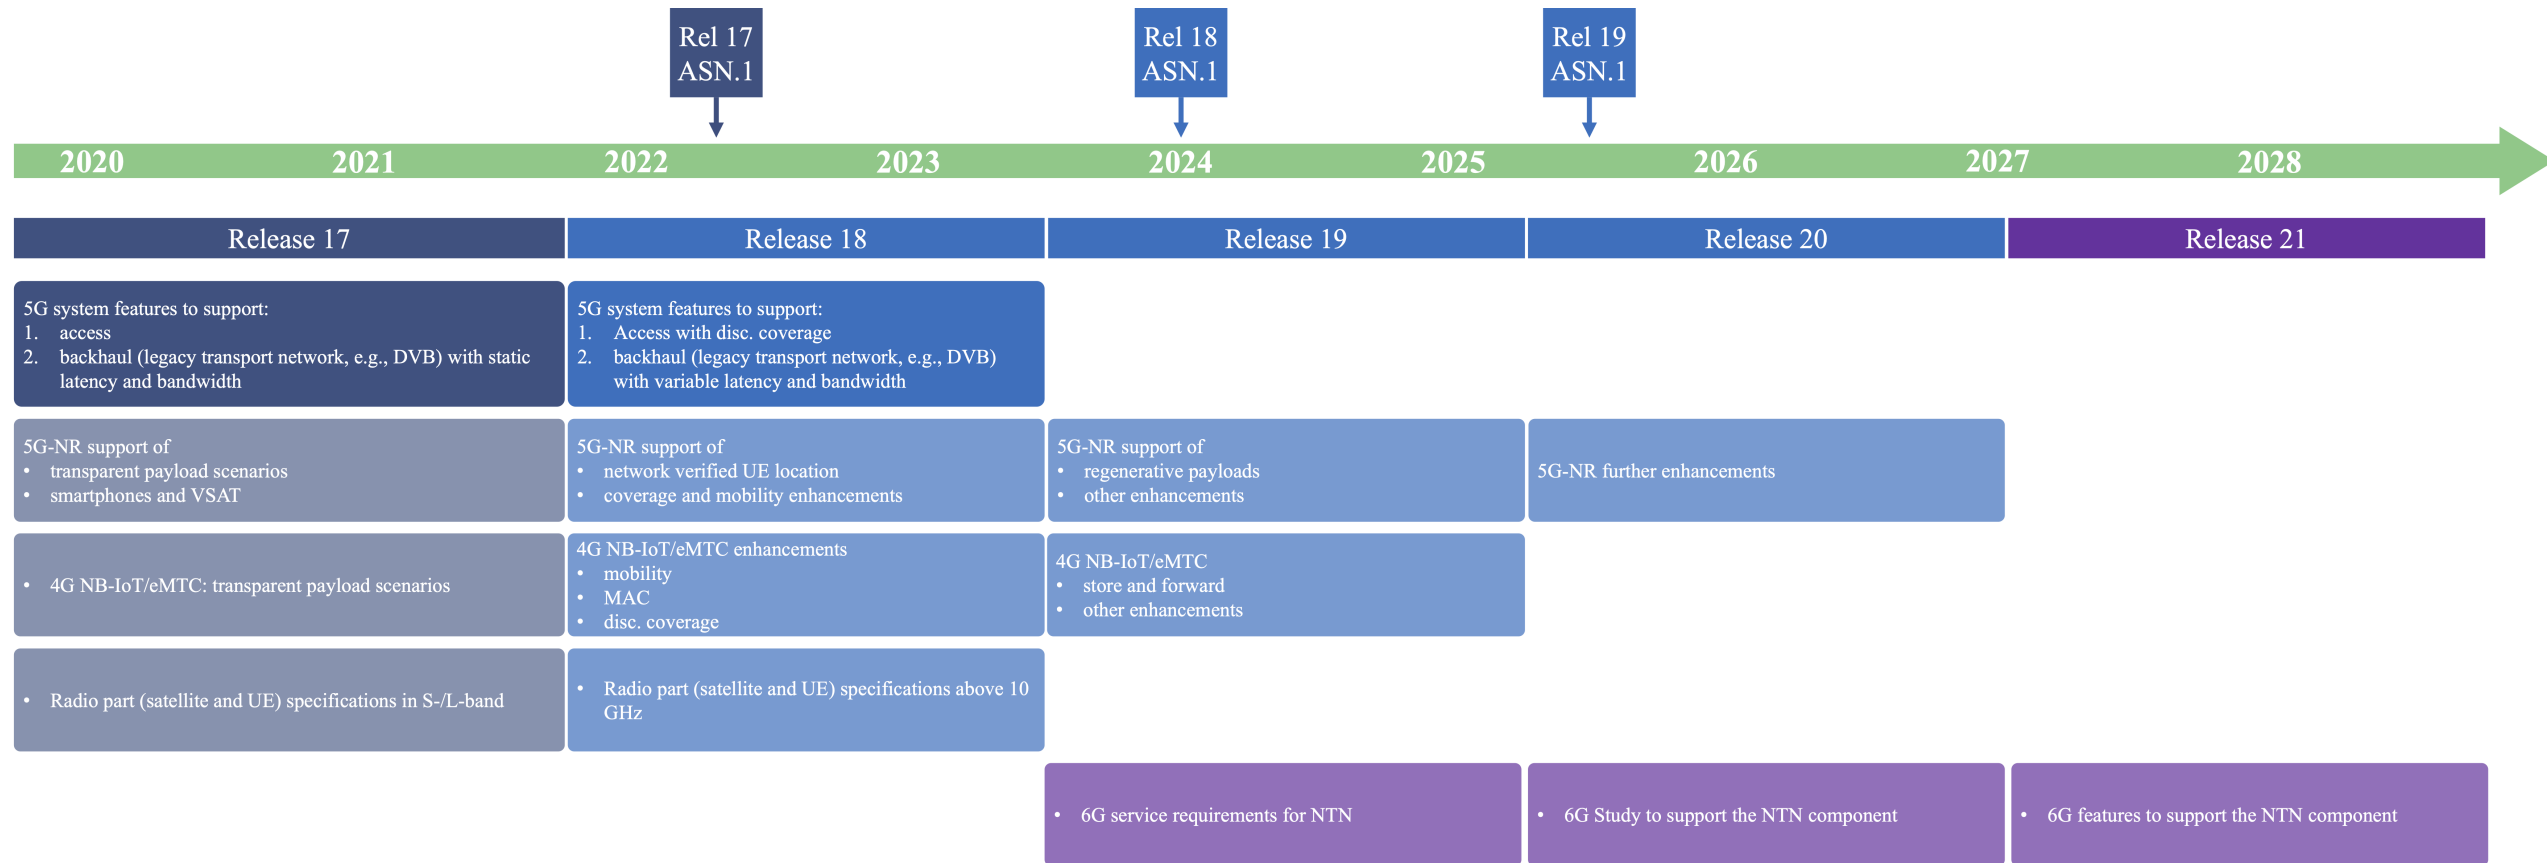 Rel 17
ASN.1
Rel 18
ASN.1
Rel 19
ASN.1
2020
2021
2022
2023
2024
2025
2026
2027
2028
Release 17
Release 18
Release 19
Release 20
Release 21
5G system features to support:
1. access
2. backhaul (legacy transport network, e.g., DVB) with static
latency and bandwidth
5G system features to support:
1. Access with disc. coverage
2. backhaul (legacy transport network, e.g., DVB)
with variable latency and bandwidth
5G-NR support of
• transparent payload scenarios
• smartphones and VSAT
5G-NR support of
• network verified UE location
• coverage and mobility enhancements
5G-NR support of
• regenerative payloads
• other enhancements
5G-NR further enhancements
• 4G NB-IoT/eMTC: transparent payload scenarios
4G NB-IoT/eMTC enhancements
• mobility
• MAC
• disc. coverage
4G NB-IoT/eMTC
• store and forward
• other enhancements
• Radio part (satellite and UE) specifications in S-/L-band
• Radio part (satellite and UE) specifications above 10
GHz
• 6G service requirements for NTN
• 6G Study to support the NTN component
• 6G features to support the NTN component